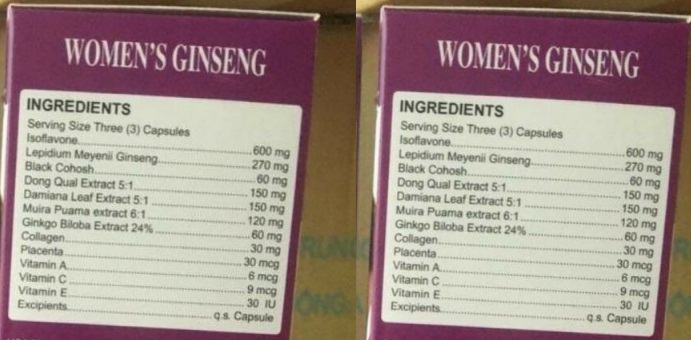 WOMEN'S GINSENG
INGREDIENTS
Serving Size Three (3) Capsules
Isoflavone 600 mg
Lepidium Meyenii Ginseng 270 mg
Black Cohosh 60 mg
Dong Qual Extract 5:1 150 mg
Damiana Leaf Extract 5:1 150 mg
Muira Puama extract 6:1 120 mg
Ginkgo Biloba Extract 24% 60 mg
Collagen 30 mg
Placenta 30 mcg
Vitamin A 6 mcg
Vitamin C 9 mcg
Vitamin E 30 IU
Excipients q.s. Capsule
WOMEN'S GINSENG
INGREDIENTS
Serving Size Three (3) Capsules
Isoflavone 600 mg
Lepidium Meyenii Ginseng 270 mg
Black Cohosh 60 mg
Dong Qual Extract 5:1 150 mg
Damiana Leaf Extract 5:1 150 mg
Muira Puama extract 6:1 120 mg
Ginkgo Biloba Extract 24% 60 mg
Collagen 30 mg
Placenta 30 mcg
Vitamin A 6 mcg
Vitamin C 9 mcg
Vitamin E 30 IU
Excipients q.s. Capsule